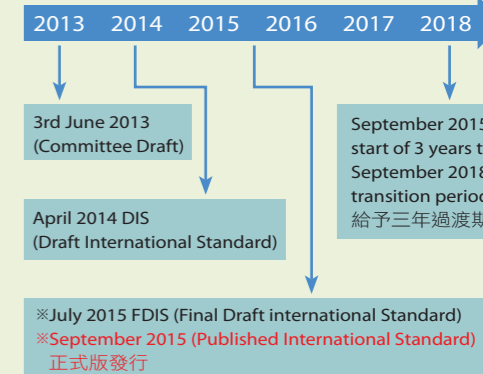 2013 2014 2015 2016 2017 2018
3rd June 2013
(Committee Draft)
April 2014 DIS
(Draft International Standard)
September 2015
start of 3 years
September 2018
transition period
給予三年過渡期
※July 2015 FDIS (Final Draft international Standard)
※September 2015 (Published International Standard)
正式版發行